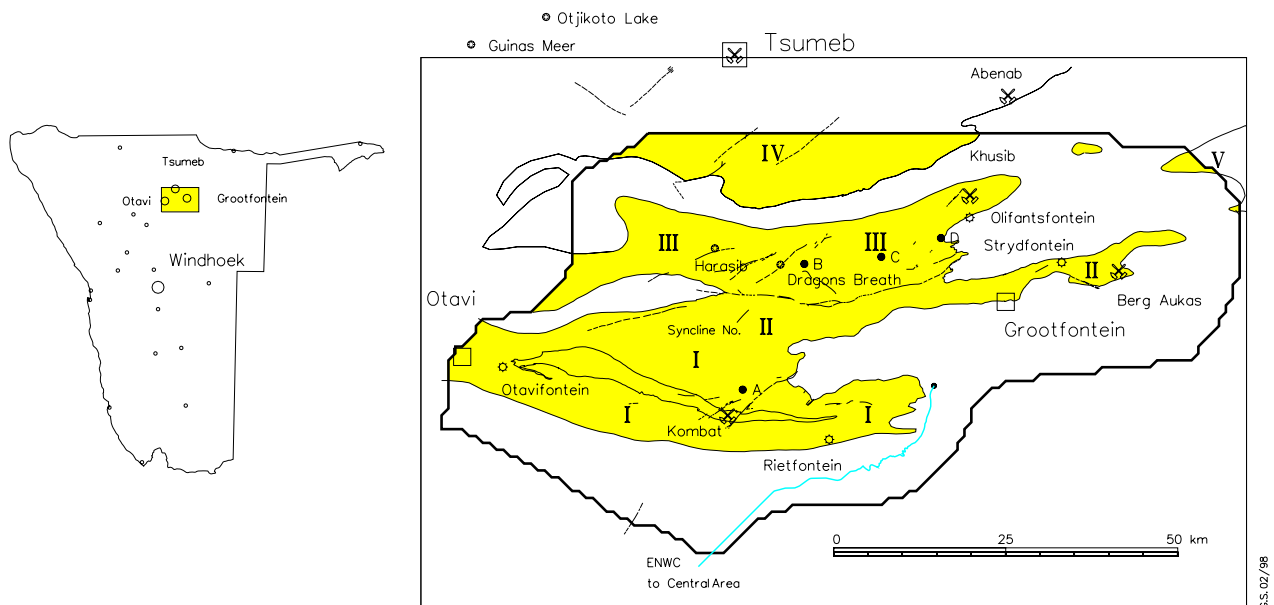 Otjikoto Lake
Guinas Meer
Tsumeb
Abenab
Tsumeb
Otavi
Grootfontein
Windhoek
IV
Khusib
V
III
III
Olifantsfontein
D
Strydfontein
Harasib
B
C
Dragons Breath
II
Berg Aukas
Otavi
Syncline No.
II
Grootfontein
I
Otavifontein
A
I
I
Kombat
Rietfontein
0 25 50 km
ENWC
to Central Area
S.S. 02/98